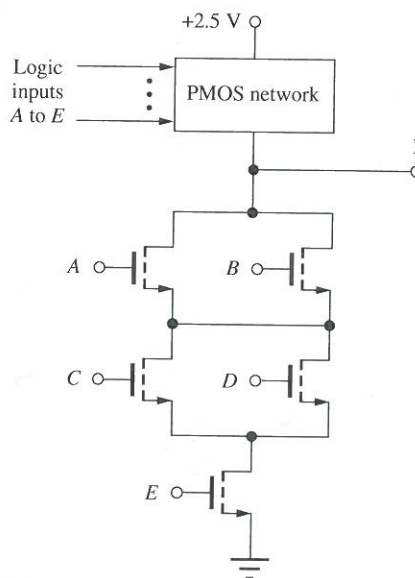 +2.5 V
Logic
inputs
A to E
PMOS network
A
B
C
D
E